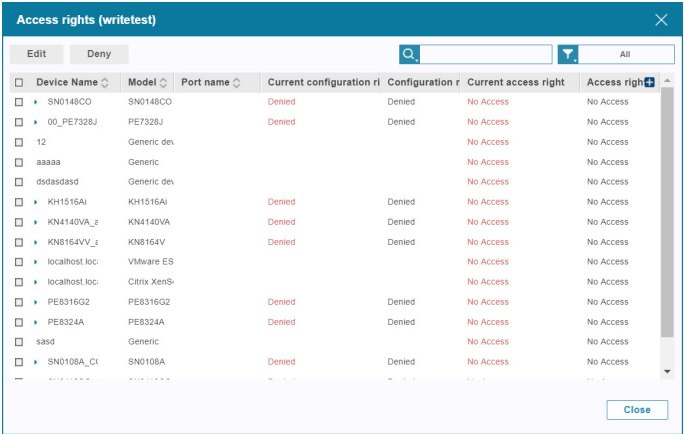 Access rights (writetest)
Edit Deny All
Device Name Model Port name Current configuration ri Configuration r Current access right Access righ
SN0148CO SN0148CO Denied Denied No Access No Access
00_PE7328J PE7328J Denied Denied No Access No Access
12 Generic dev No Access No Access
aaaaa Generic No Access No Access
dsdasdasd Generic dev No Access No Access
KH1516Ai KH1516Ai Denied Denied No Access No Access
KN4140VA_a KN4140VA Denied Denied No Access No Access
KN8164VV_a KN8164V Denied Denied No Access No Access
localhost.loc VMware ES No Access No Access
localhost.loc Citrix XenS No Access No Access
PE8316G2 PE8316G2 Denied Denied No Access No Access
PE8324A PE8324A Denied Denied No Access No Access
sasd Generic No Access No Access
SN0108A_CO SN0108A Denied Denied No Access No Access
Close